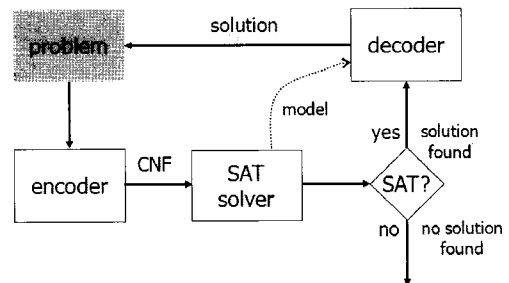 solution
problem
decoder
model
yes
solution
found
CNF
encoder
SAT
solver
SAT?
no
no solution
found